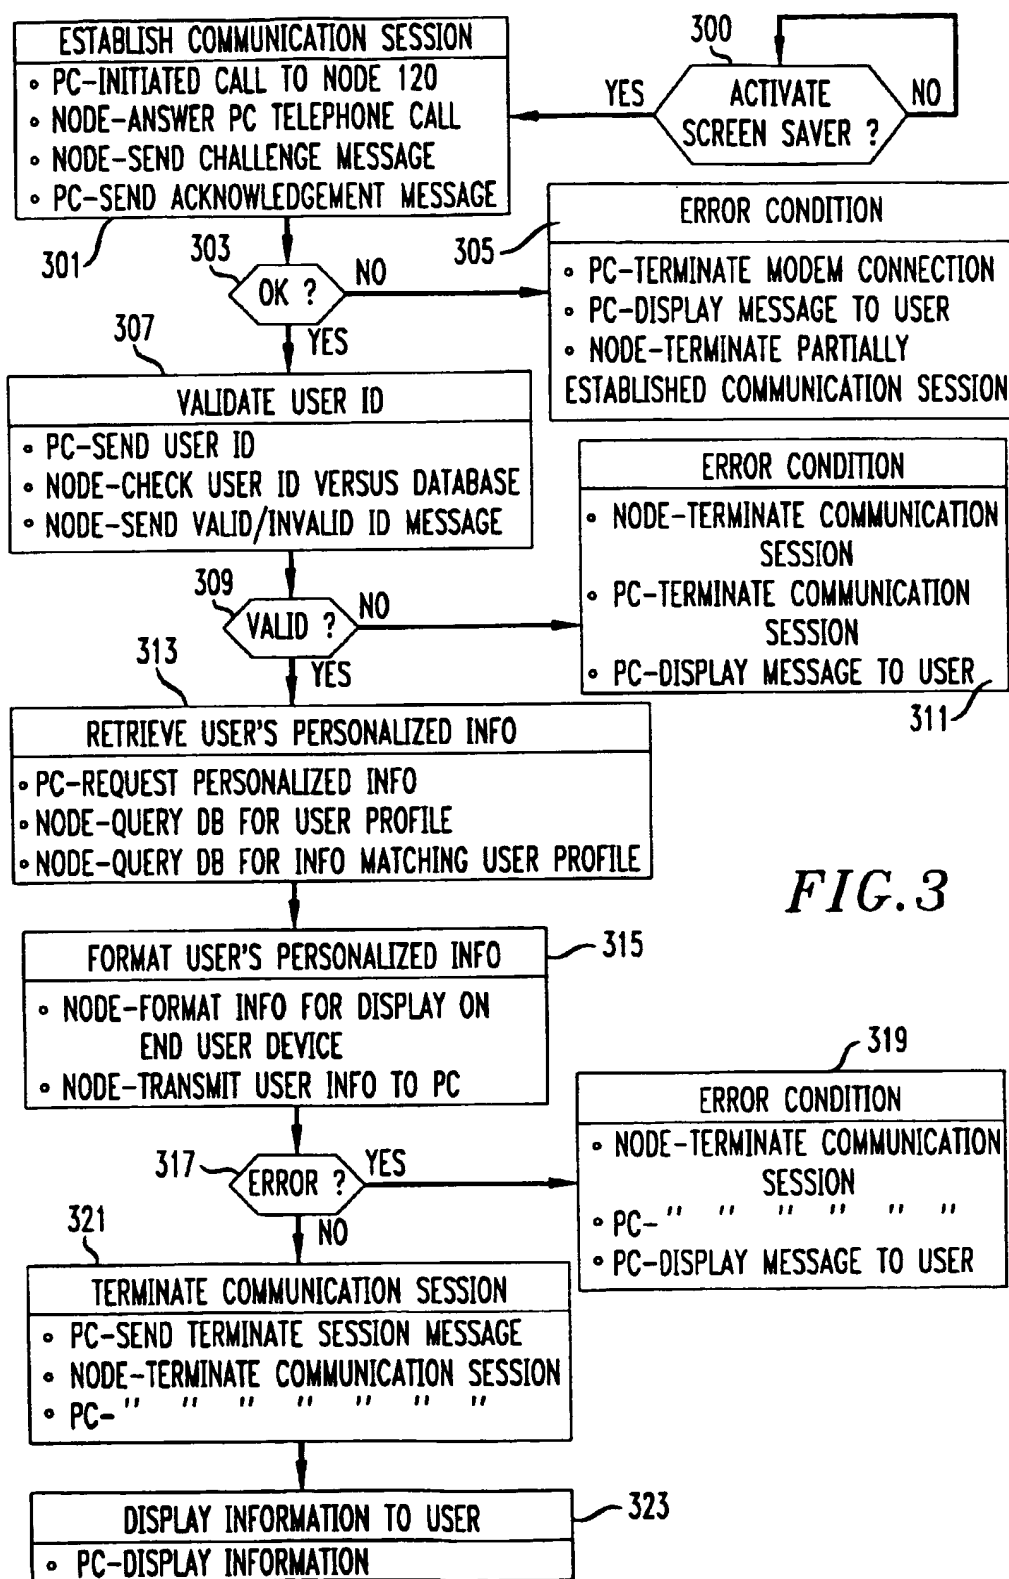 ESTABLISH COMMUNICATION SESSION
• PC-INITIATED CALL TO NODE 120
• NODE-ANSWER PC TELEPHONE CALL
• NODE-SEND CHALLENGE MESSAGE
• PC-SEND ACKNOWLEDGEMENT MESSAGE
301
300
ACTIVATE
SCREEN SAVER ?
YES
NO
303
OK ?
NO
YES
305
ERROR CONDITION
• PC-TERMINATE MODEM CONNECTION
• PC-DISPLAY MESSAGE TO USER
• NODE-TERMINATE PARTIALLY
ESTABLISHED COMMUNICATION SESSION
307
VALIDATE USER ID
• PC-SEND USER ID
• NODE-CHECK USER ID VERSUS DATABASE
• NODE-SEND VALID/INVALID ID MESSAGE
309
VALID ?
NO
YES
ERROR CONDITION
• NODE-TERMINATE COMMUNICATION
SESSION
• PC-TERMINATE COMMUNICATION
SESSION
• PC-DISPLAY MESSAGE TO USER
311
313
RETRIEVE USER'S PERSONALIZED INFO
• PC-REQUEST PERSONALIZED INFO
• NODE-QUERY DB FOR USER PROFILE
• NODE-QUERY DB FOR INFO MATCHING USER PROFILE
FIG. 3
315
FORMAT USER'S PERSONALIZED INFO
• NODE-FORMAT INFO FOR DISPLAY ON
END USER DEVICE
• NODE-TRANSMIT USER INFO TO PC
317
ERROR ?
YES
NO
319
ERROR CONDITION
• NODE-TERMINATE COMMUNICATION
SESSION
• PC- " " " " " "
• PC-DISPLAY MESSAGE TO USER
321
TERMINATE COMMUNICATION SESSION
• PC-SEND TERMINATE SESSION MESSAGE
• NODE-TERMINATE COMMUNICATION SESSION
• PC- " " " " " " "
323
DISPLAY INFORMATION TO USER
• PC-DISPLAY INFORMATION